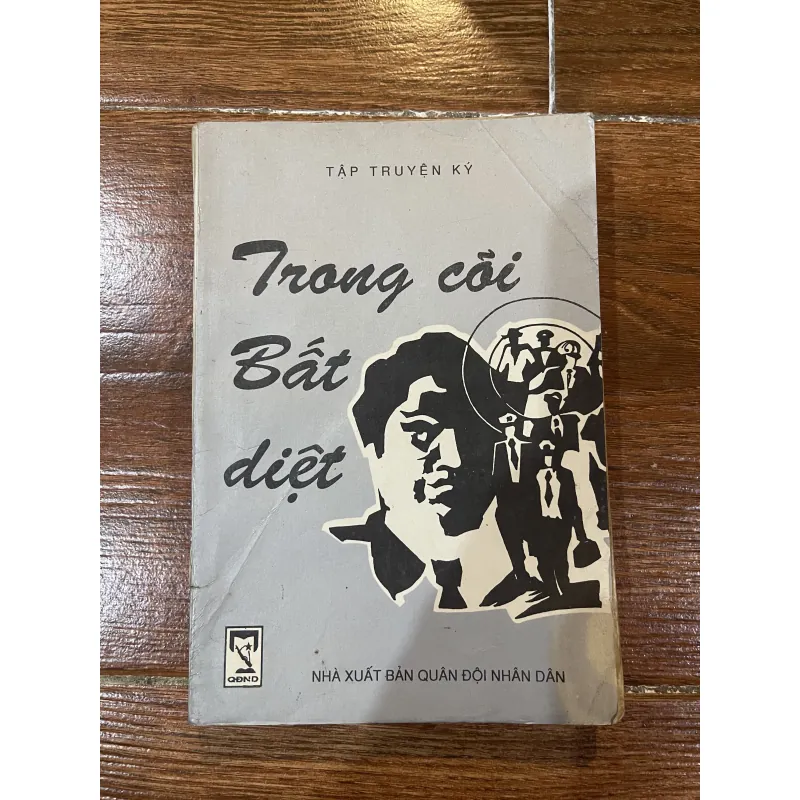 TẬP TRUYỆN KÝ
Trong cõi
Bất
diệt
QĐND
NHÀ XUẤT BẢN QUÂN ĐỘI NHÂN DÂN